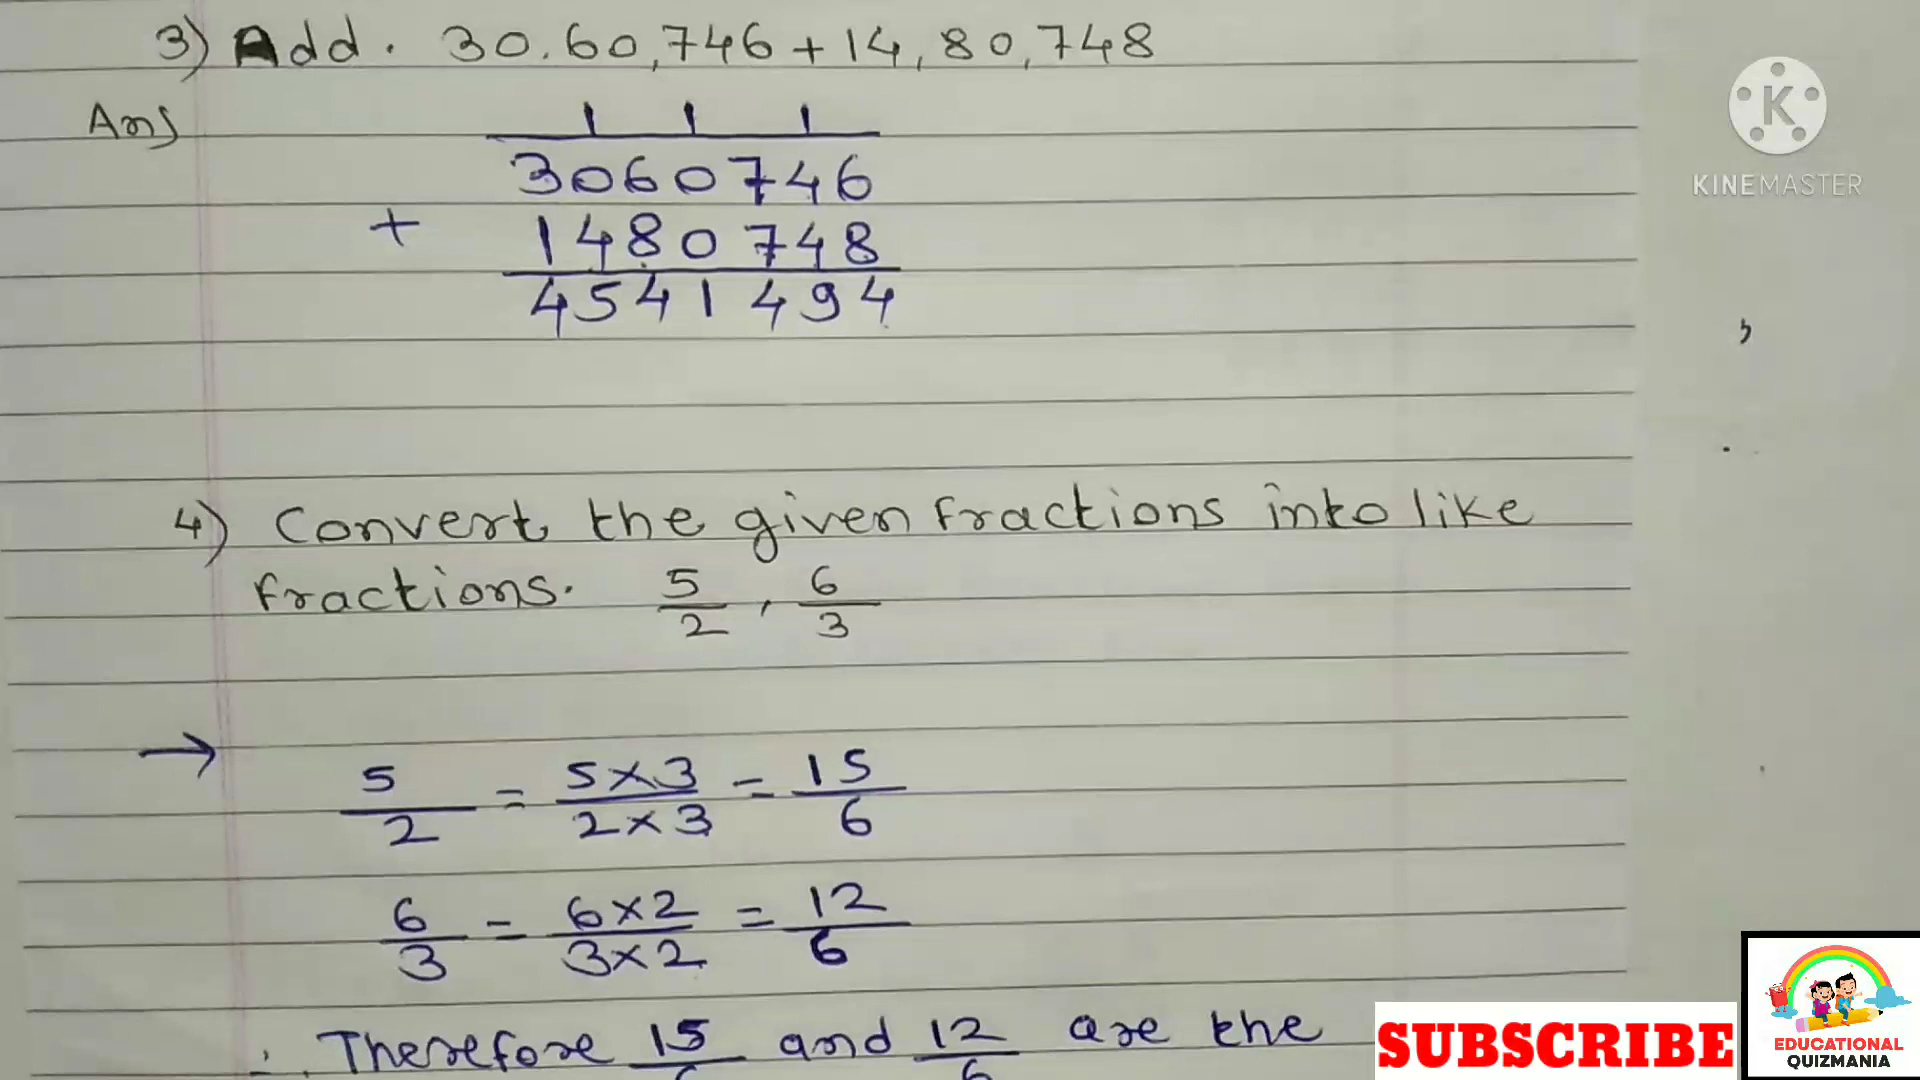 3) Add. 30.60,746 + 14,80,748
Ans
1 1 1
3060746
+ 1480748
4541494
4) Convert the given fractions into like
fractions. 5/2, 6/3
→ 5/2 = 5×3/2×3 = 15/6
6/3 = 6×2/3×2 = 12/6
∴ Therefore 15/6 and 12/6 are the
K
KINEMASTER
SUBSCRIBE
EDUCATIONAL
QUIZMANIA